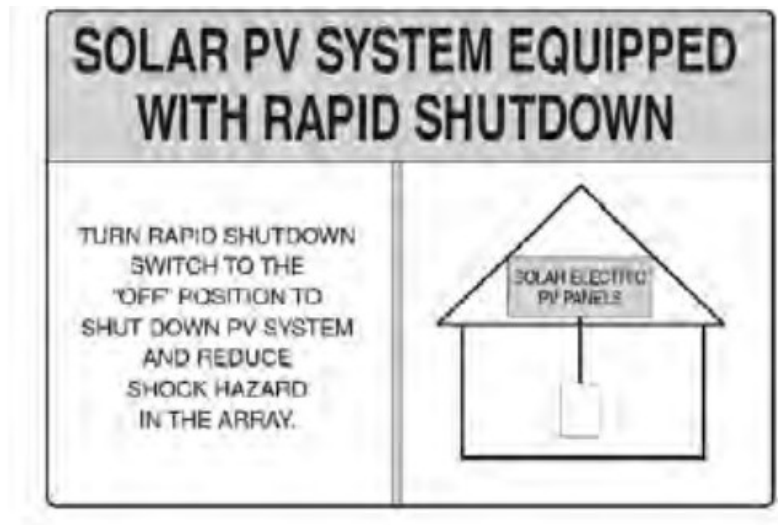 SOLAR PV SYSTEM EQUIPPED
WITH RAPID SHUTDOWN
TURN RAPID SHUTDOWN
SWITCH TO THE
"OFF" POSITION TO
SHUT DOWN PV SYSTEM
AND REDUCE
SHOCK HAZARD
IN THE ARRAY.
SOLAR ELECTRIC
PV PANELS